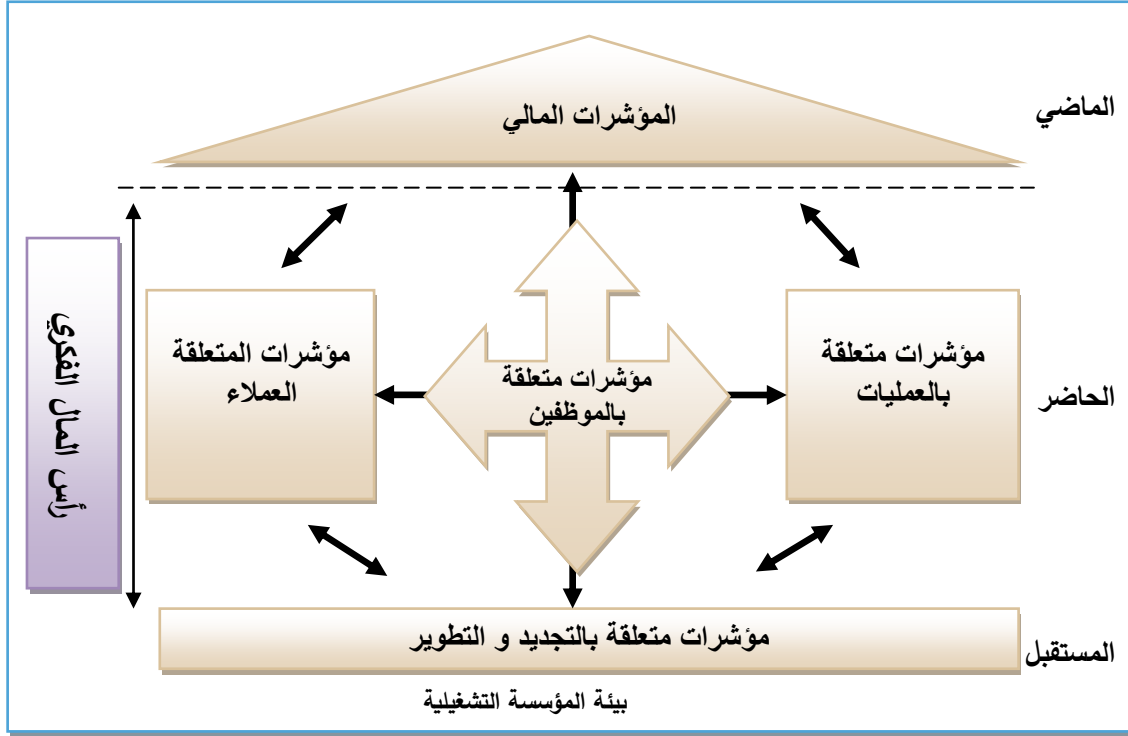 الماضي
المؤشرات المالي
رأس المال الفكري
مؤشرات متعلقة
بالعمليات
مؤشرات متعلقة
بالموظفين
مؤشرات المتعلقة
العملاء
الحاضر
مؤشرات متعلقة بالتجديد و التطوير
المستقبل
بيئة المؤسسة التشغيلية